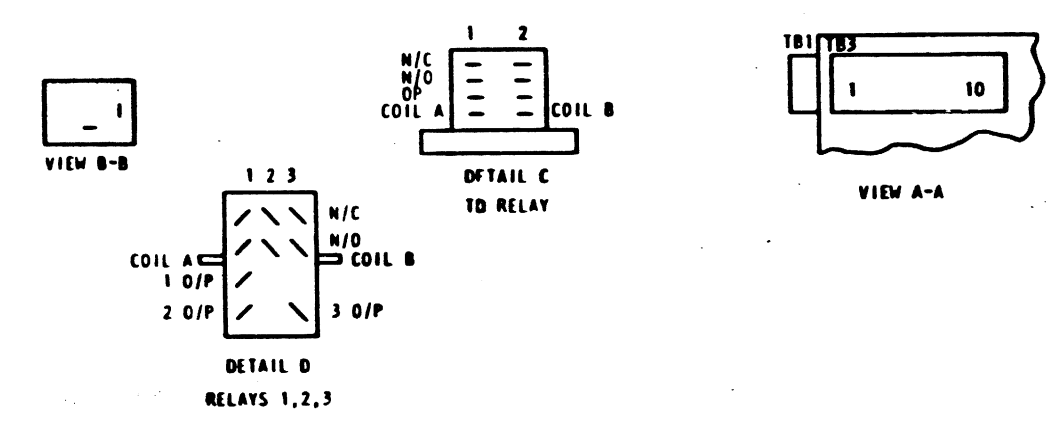 1
VIEW B-B
1 2
N/C
N/O
OP
COIL A
COIL B
DETAIL C
TD RELAY
TB1
TB3
1 10
VIEW A-A
1 2 3
N/C
N/O
COIL A
COIL B
1 O/P
2 O/P
3 O/P
DETAIL D
RELAYS 1,2,3